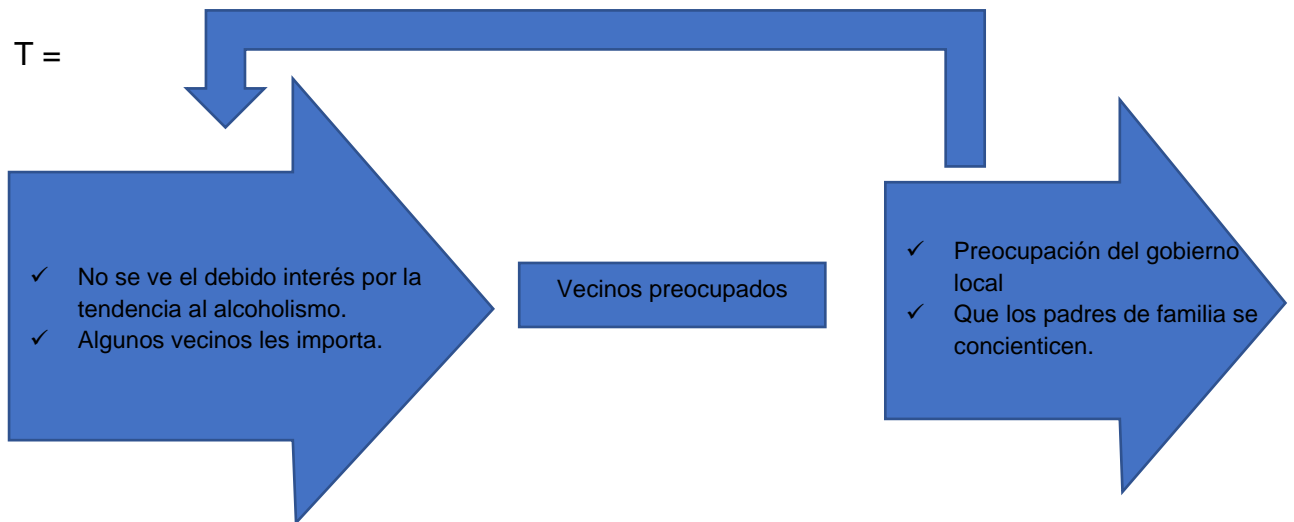 T =
✓ No se ve el debido interés por la
tendencia al alcoholismo.
✓ Algunos vecinos les importa.
Vecinos preocupados
✓ Preocupación del gobierno
local
✓ Que los padres de familia se
concienticen.